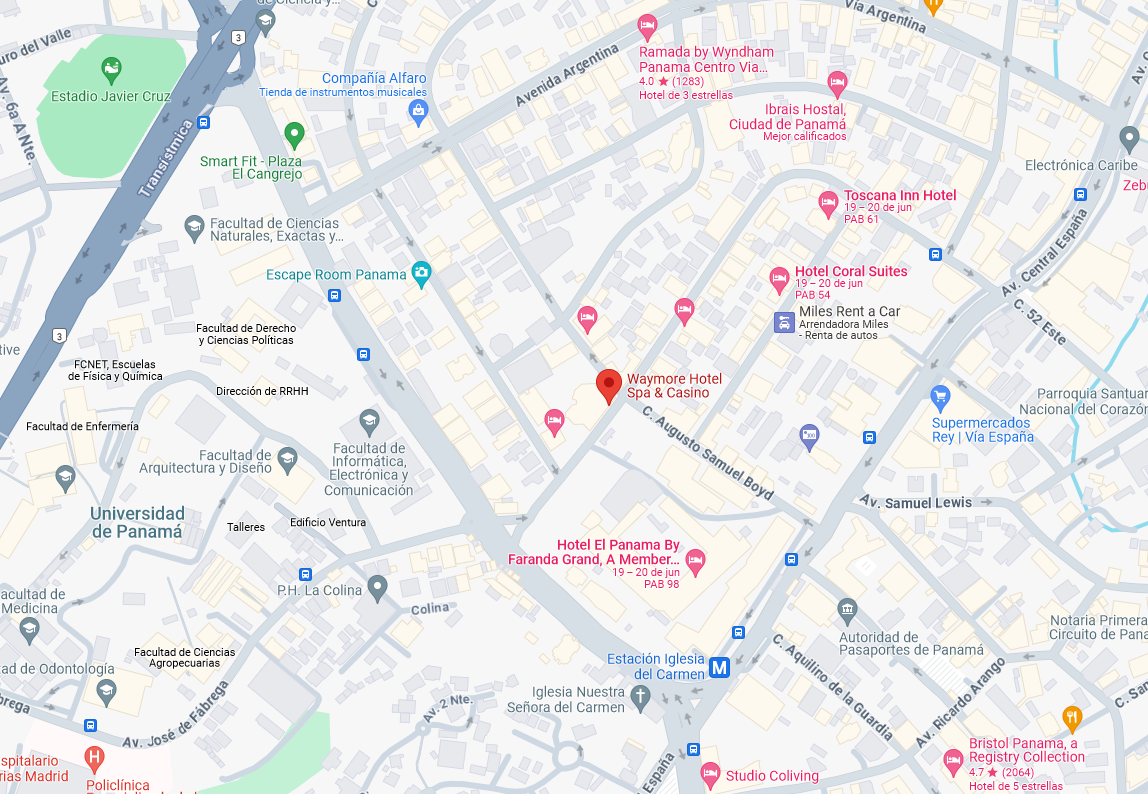 de Ciencia y...
uro del Valle
3
Vía Argentina
Ramada by Wyndham
Panama Centro Via...
4.0 ★ (1283)
Hotel de 3 estrellas
Avenida Argentina
Compañía Alfaro
Tienda de instrumentos musicales
Estadio Javier Cruz
Av. 6a A Nte.
Ibrais Hostal,
Ciudad de Panamá
Mejor calificados
Transístmica
Smart Fit - Plaza
El Cangrejo
Electrónica Caribe
Zeb
Toscana Inn Hotel
19 – 20 de jun
PAB 61
Facultad de Ciencias
Naturales, Exactas y...
Av. Central España
Escape Room Panama
Hotel Coral Suites
19 – 20 de jun
PAB 54
C. 52 Este
Miles Rent a Car
Arrendadora Miles
- Renta de autos
3
Facultad de Derecho
y Ciencias Políticas
FCNET, Escuelas
de Física y Química
Dirección de RRHH
Waymore Hotel
Spa & Casino
Parroquia Santuar
Nacional del Corazón
Supermercados
Rey | Vía España
Facultad de Enfermería
C. Augusto Samuel Boyd
Facultad de
Arquitectura y Diseño
Facultad de
Informática,
Electrónica y
Comunicación
Av. Samuel Lewis
Universidad
de Panamá
Talleres
Edificio Ventura
Hotel El Panama By
Faranda Grand, A Member...
19 – 20 de jun
PAB 98
P.H. La Colina
Colina
acultad de
Medicina
Autoridad de
Pasaportes de Panamá
Notaria Primera
Circuito de Pana
Facultad de Ciencias
Agropecuarias
tad de Odontología
Estación Iglesia
del Carmen
M
C. Aquilino de la Guardia
Av. Ricardo Arango
Iglesia Nuestra
Señora del Carmen
Av. 2 Nte.
brega
Av. José de Fábrega
C. Sa
H
spitalario
rias Madrid
Policlínica
España
Studio Coliving
Bristol Panama, a
Registry Collection
4.7 ★ (2064)
Hotel de 5 estrellas